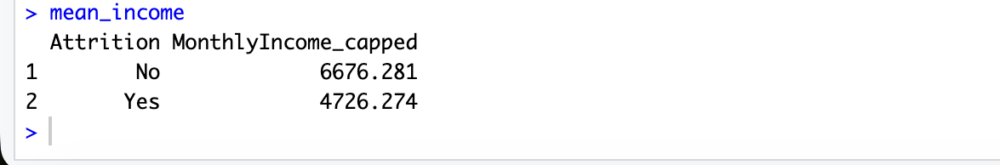 > mean_income
  Attrition MonthlyIncome_capped
1        No             6676.281
2       Yes             4726.274
>